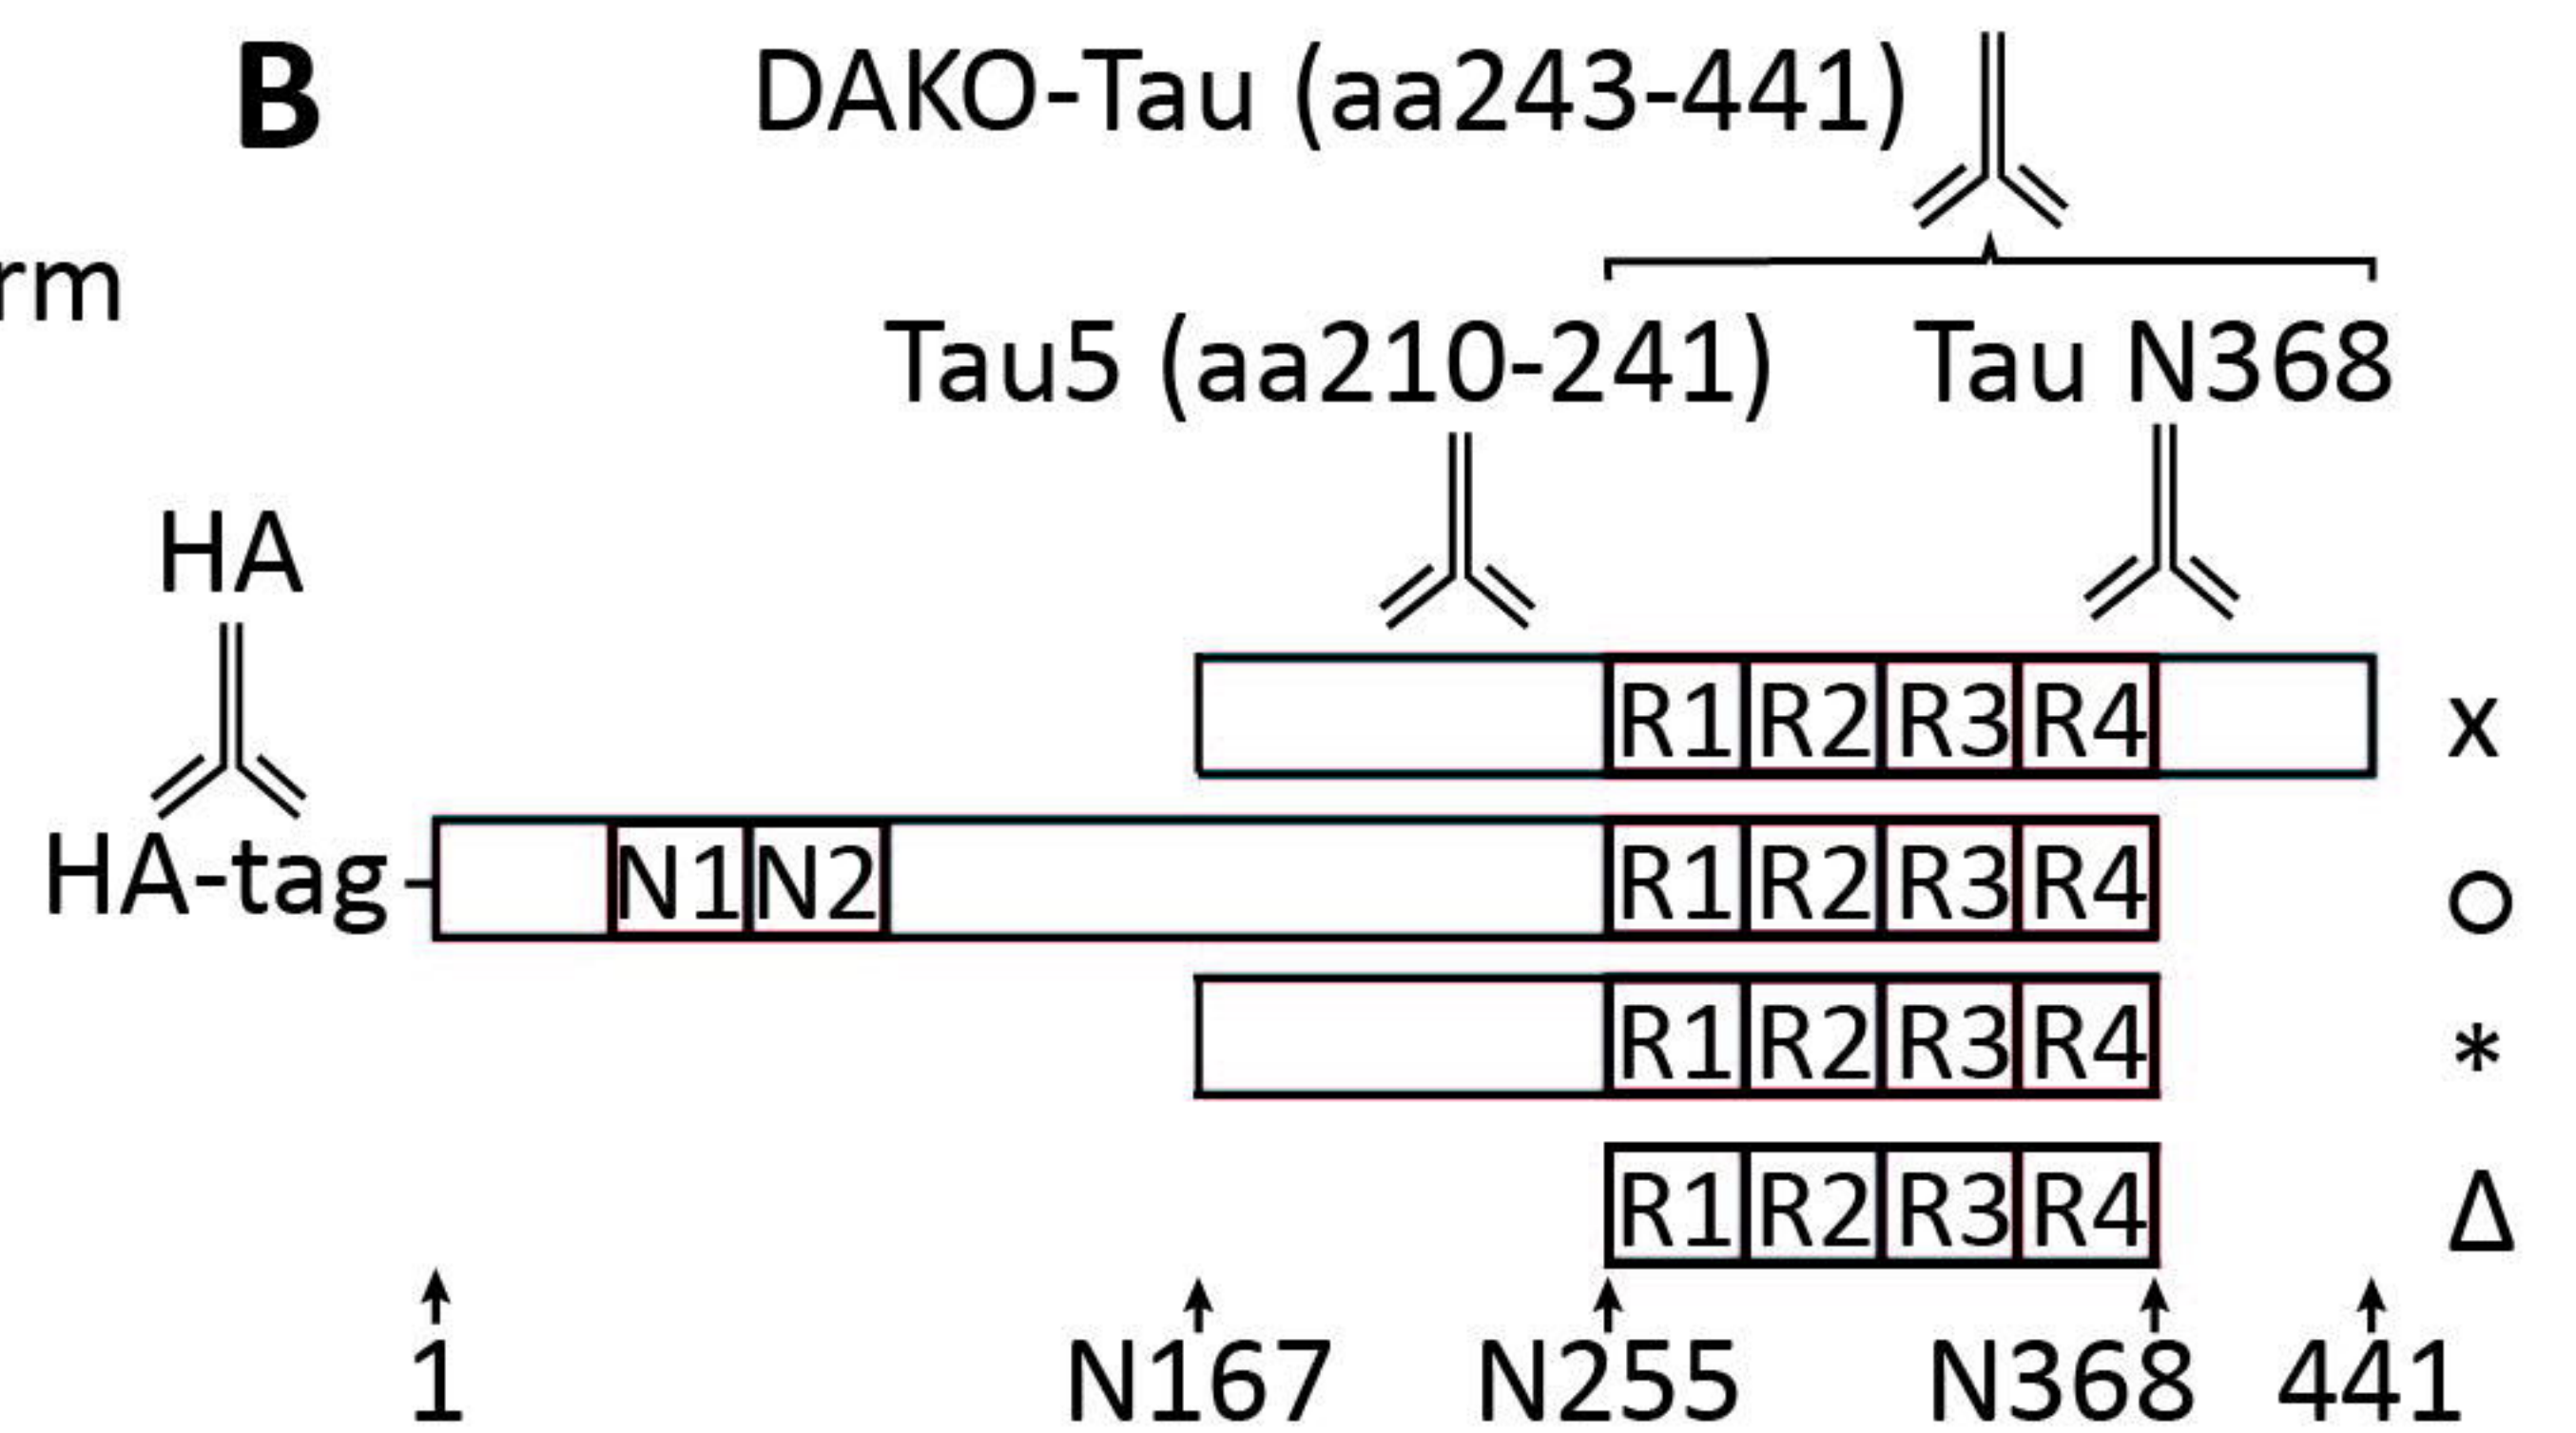 B
DAKO-Tau (aa243-441)
rm
Tau5 (aa210-241) Tau N368
HA
R1 R2 R3 R4 x
HA-tag N1 N2 R1 R2 R3 R4 O
R1 R2 R3 R4 *
R1 R2 R3 R4 Δ
1 N167 N255 N368 441